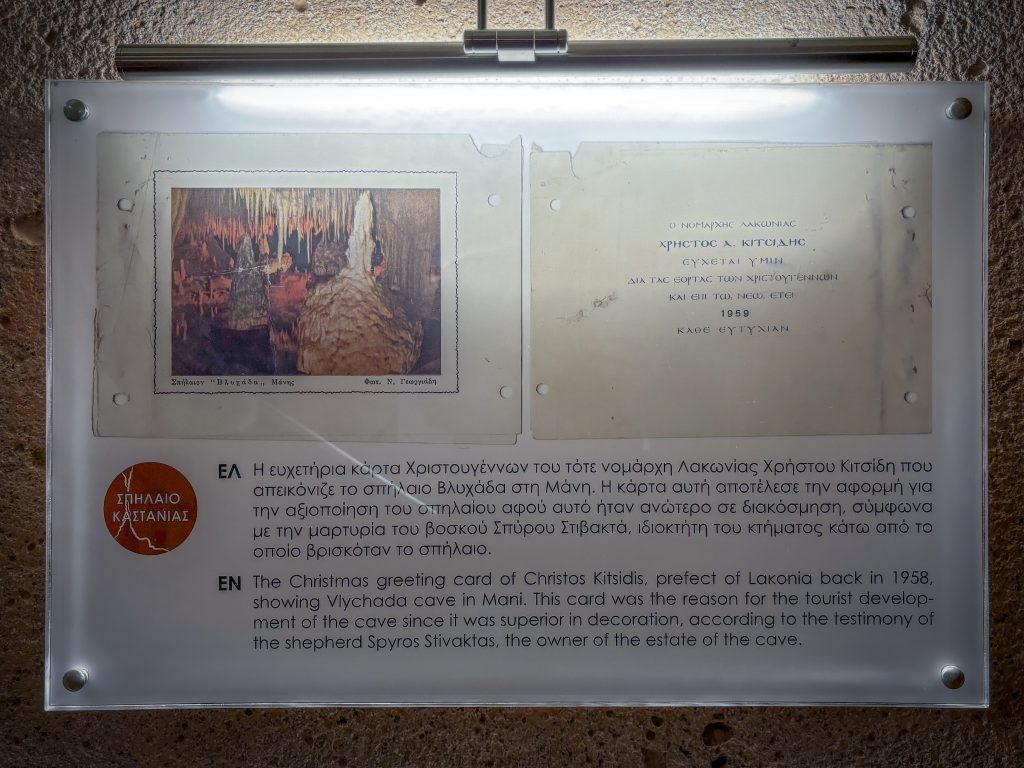 Σπήλαιον "Βλυχάδα„ Μάνης
Φωτ. Ν. Γεωργιάδη
Ο ΝΟΜΑΡΧΗΣ ΛΑΚΩΝΙΑΣ
ΧΡΗΣΤΟΣ Α. ΚΙΤΣΙΔΗΣ
ΕΥΧΕΤΑΙ ΥΜΙΝ
ΔΙΑ ΤΑΣ ΕΟΡΤΑΣ ΤΩΝ ΧΡΙΣΤΟΥΓΕΝΝΩΝ
ΚΑΙ ΕΠΙ ΤΩ, ΝΕΩ, ΕΤΕΙ
1959
ΚΑΘΕ ΕΥΤΥΧΙΑΝ
ΣΠΗΛΑΙΟ
ΚΑΣΤΑΝΙΑΣ
ΕΛ Η ευχετήρια κάρτα Χριστουγέννων του τότε νομάρχη Λακωνίας Χρήστου Κιτσίδη που
απεικόνιζε το σπήλαιο Βλυχάδα στη Μάνη. Η κάρτα αυτή αποτέλεσε την αφορμή για
την αξιοποίηση του σπηλαίου αφού αυτό ήταν ανώτερο σε διακόσμηση, σύμφωνα
με την μαρτυρία του βοσκού Σπύρου Στιβακτά, ιδιοκτήτη του κτήματος κάτω από το
οποίο βρισκόταν το σπήλαιο.
EN The Christmas greeting card of Christos Kitsidis, prefect of Lakonia back in 1958,
showing Vlychada cave in Mani. This card was the reason for the tourist develop-
ment of the cave since it was superior in decoration, according to the testimony of
the shepherd Spyros Stivaktas, the owner of the estate of the cave.